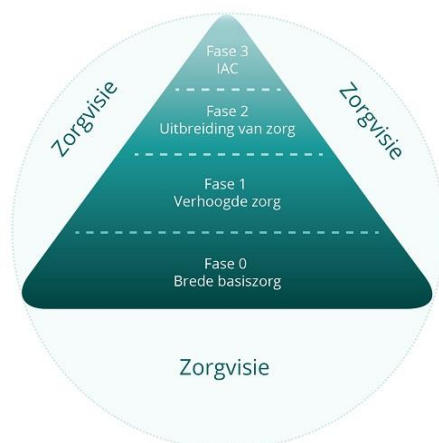 Fase 3
IAC
Zorgvisie
Zorgvisie
Fase 2
Uitbreiding van zorg
Fase 1
Verhoogde zorg
Fase 0
Brede basiszorg
Zorgvisie